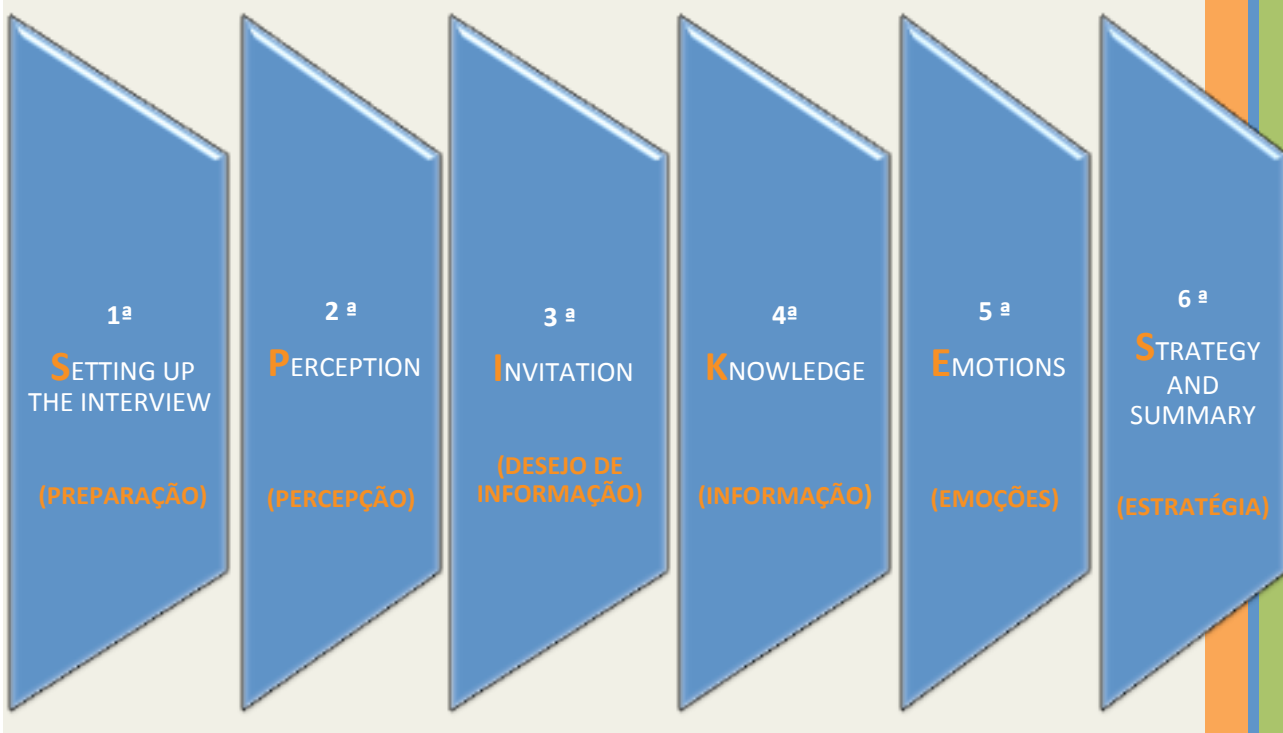 1ª
SETTING UP
THE INTERVIEW
(PREPARAÇÃO)
2 ª
PERCEPTION
(PERCEPÇÃO)
3 ª
INVITATION
(DESEJO DE
INFORMAÇÃO)
4ª
KNOWLEDGE
(INFORMAÇÃO)
5 ª
EMOTIONS
(EMOÇÕES)
6 ª
STRATEGY
AND
SUMMARY
(ESTRATÉGIA)